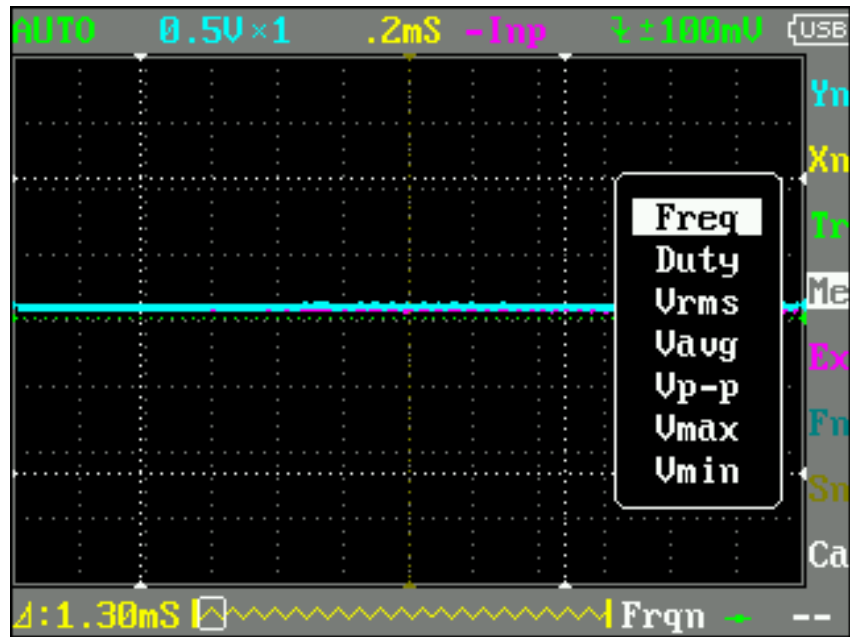 AUTO 0.5V×1 .2mS -Inp ±100mV USB
Yn
Xn
Tr
Me
Ex
Fn
Sn
Ca
Freq
Duty
Vrms
Vavg
Vp-p
Vmax
Vmin
⊿:1.30mS Frqn --